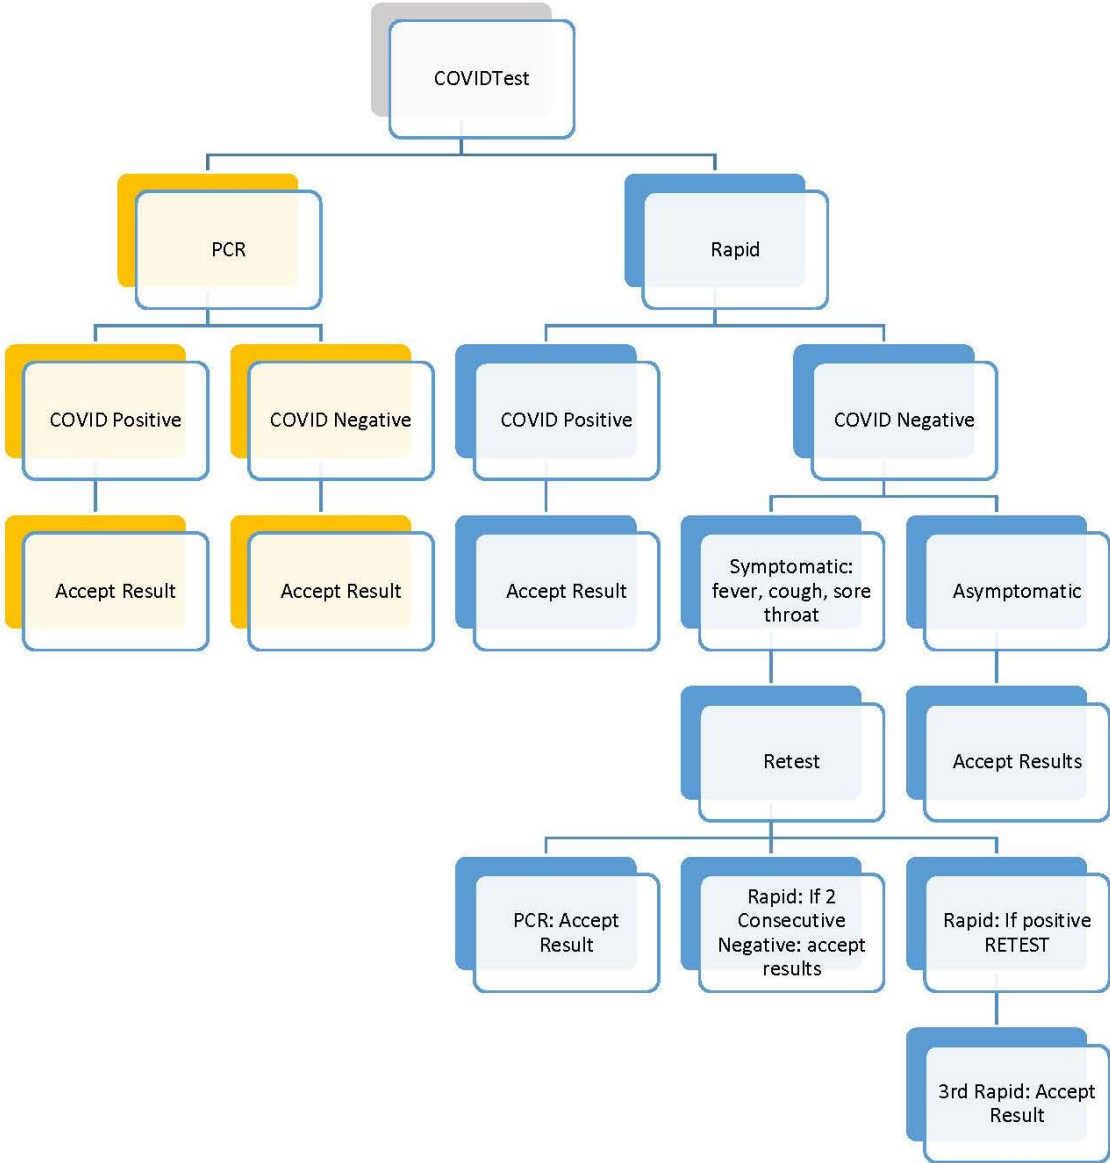 COVIDTest
PCR
Rapid
COVID Positive
COVID Negative
COVID Positive
COVID Negative
Accept Result
Accept Result
Accept Result
Symptomatic:
fever, cough, sore
throat
Asymptomatic
Retest
Accept Results
PCR: Accept
Result
Rapid: If 2
Consecutive
Negative: accept
results
Rapid: If positive
RETEST
3rd Rapid: Accept
Result